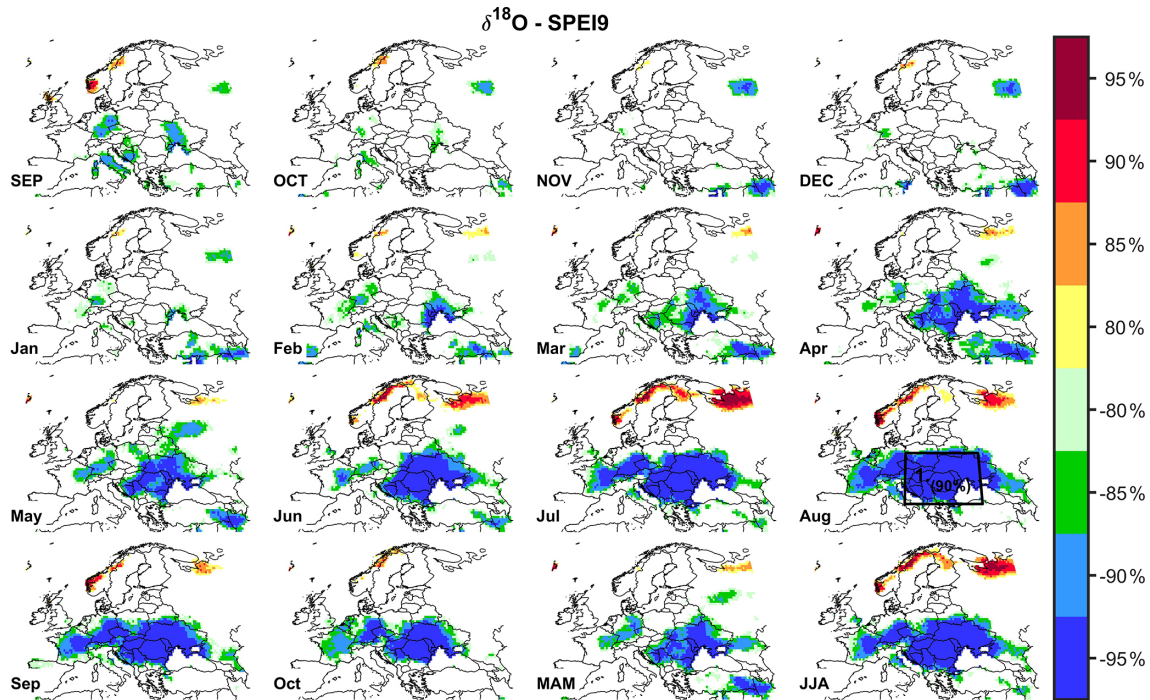 δ¹⁸O - SPEI9
SEP
OCT
NOV
DEC
Jan
Feb
Mar
Apr
May
Jun
Jul
Aug
1 (90%)
Sep
Oct
MAM
JJA
95%
90%
85%
80%
-80%
-85%
-90%
-95%